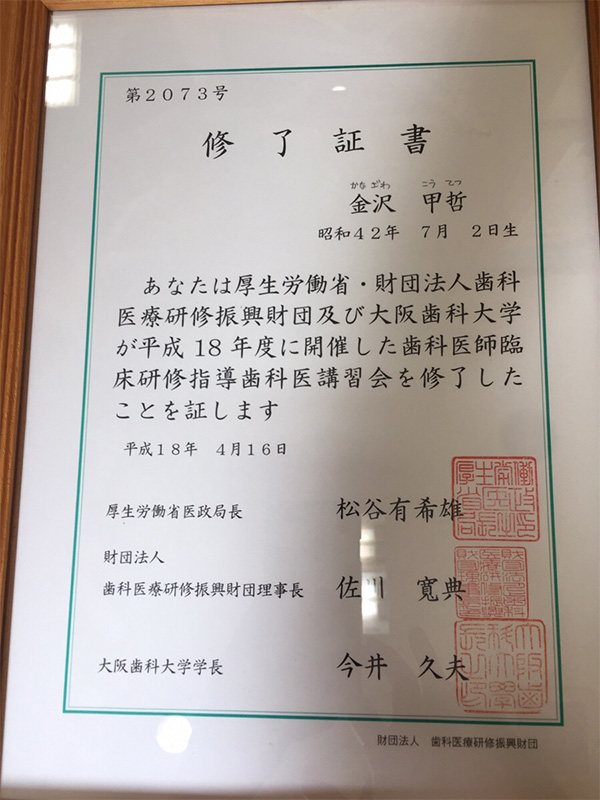 第２０７３号
修了証書
かなざわ　こうてつ
金沢　甲哲
昭和４２年　７月　２日生
あなたは厚生労働省・財団法人歯科
医療研修振興財団及び大阪歯科大学
が平成 18 年度に開催した歯科医師臨
床研修指導歯科医講習会を修了した
ことを証します
平成１８年　４月１６日
厚生労働省医政局長　松谷有希雄
財団法人
歯科医療研修振興財団理事長　佐川　寛典
大阪歯科大学学長　今井　久夫
財団法人　歯科医療研修振興財団